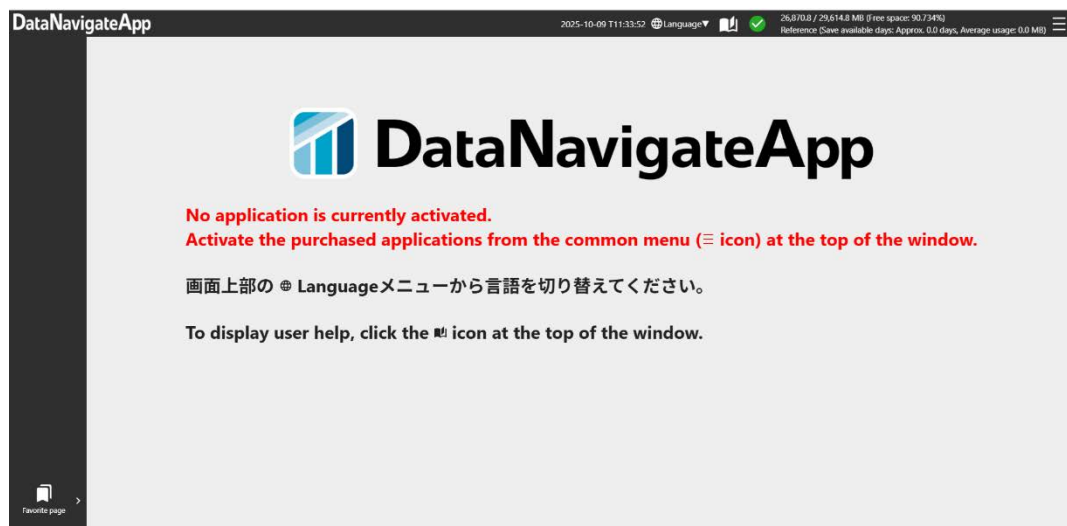 DataNavigateApp
2025-10-09 T11:33:52 Language▼
26,870.8 / 29,614.8 MB (Free space: 90.734%)
Reference (Save available days: Approx. 0.0 days, Average usage: 0.0 MB)
DataNavigateApp
No application is currently activated.
Activate the purchased applications from the common menu (☰ icon) at the top of the window.
画面上部の 🌐 Languageメニューから言語を切り替えてください。
To display user help, click the icon at the top of the window.
Favorite page